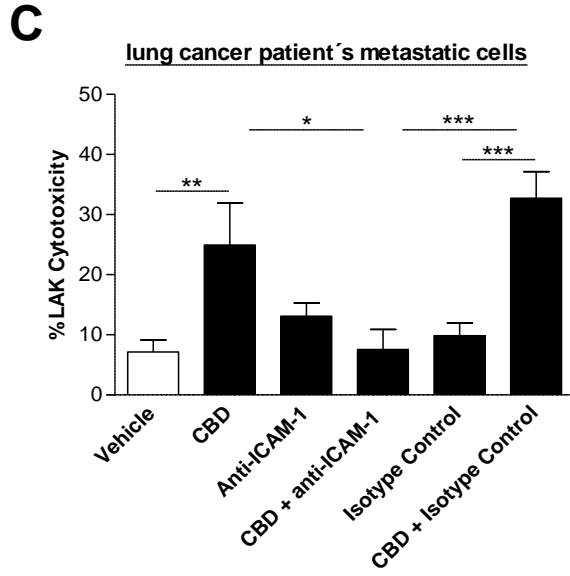 C
lung cancer patient´s metastatic cells
%LAK Cytotoxicity
50
40
30
20
10
0
*
***
***
**
Vehicle
CBD
Anti-ICAM-1
CBD + anti-ICAM-1
Isotype Control
CBD + Isotype Control